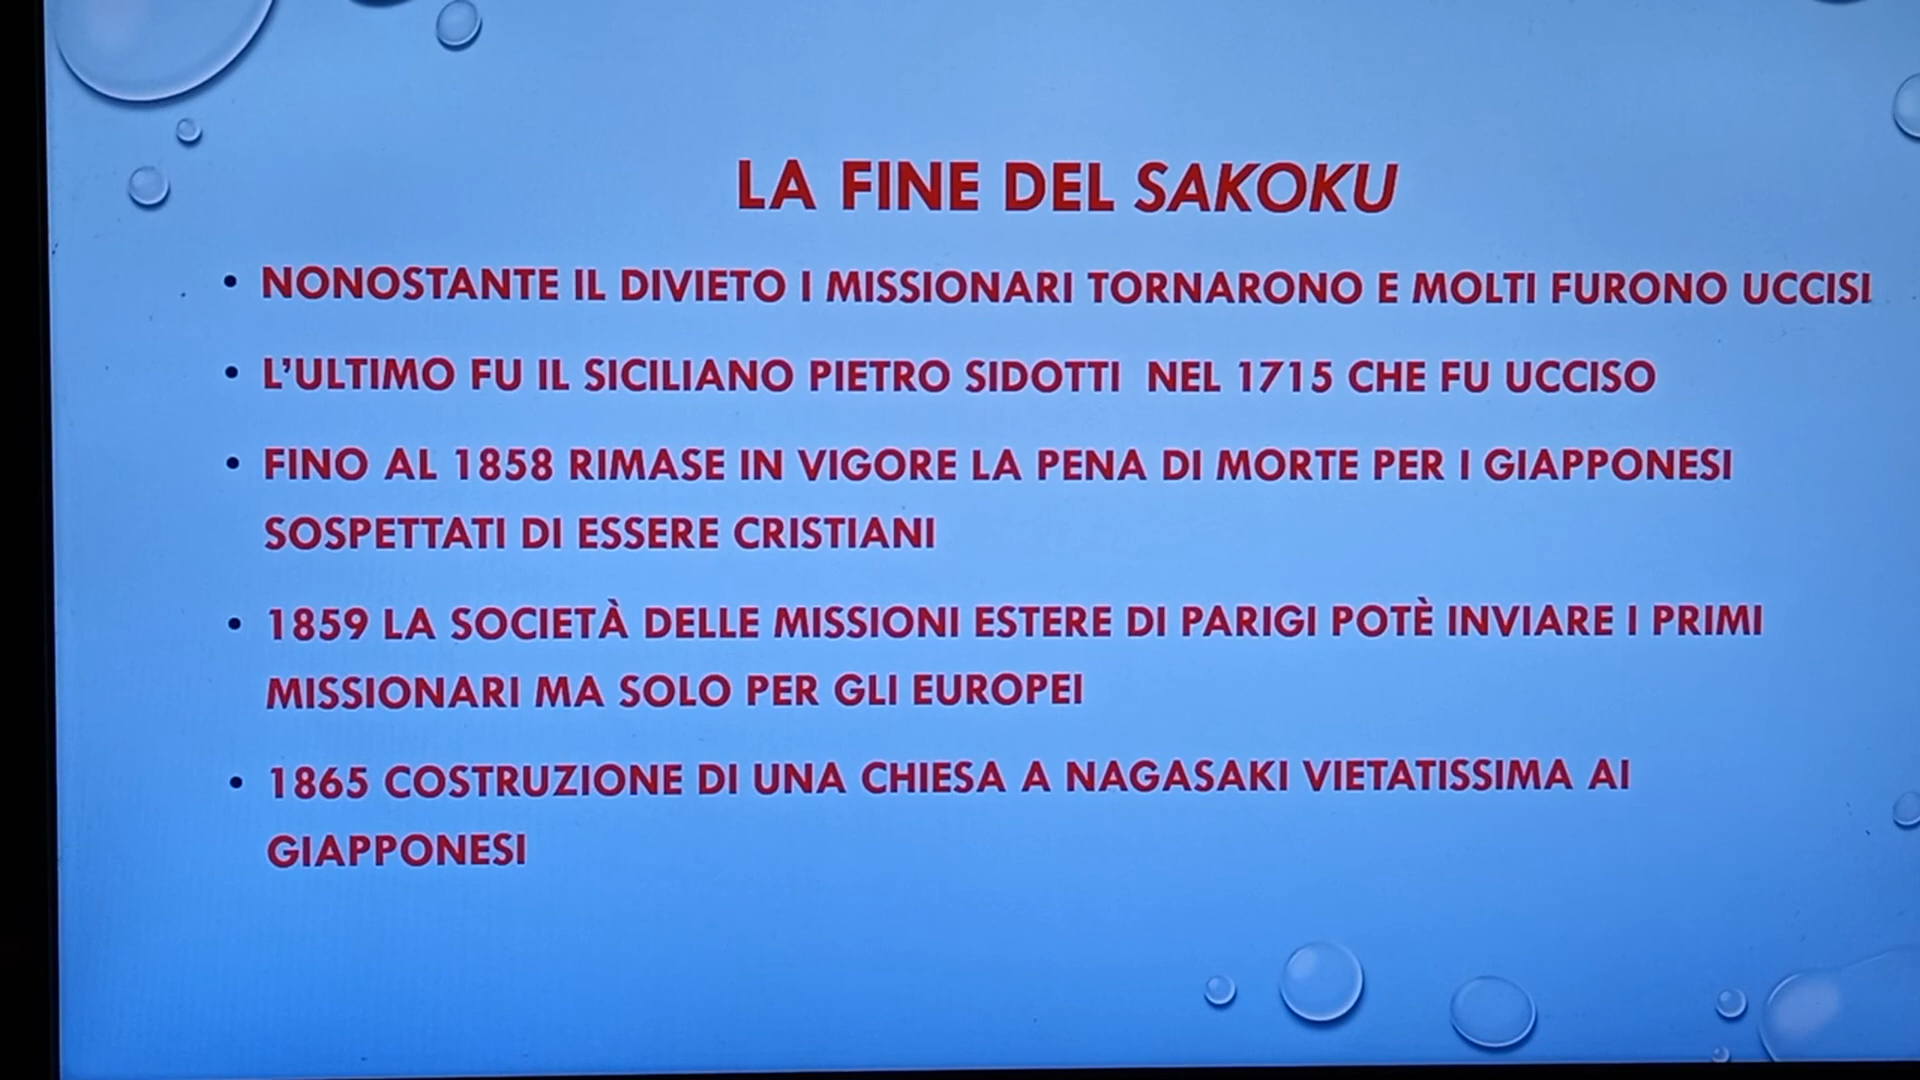 LA FINE DEL SAKOKU
• NONOSTANTE IL DIVIETO I MISSIONARI TORNARONO E MOLTI FURONO UCCISI
• L'ULTIMO FU IL SICILIANO PIETRO SIDOTTI NEL 1715 CHE FU UCCISO
• FINO AL 1858 RIMASE IN VIGORE LA PENA DI MORTE PER I GIAPPONESI
SOSPETTATI DI ESSERE CRISTIANI
• 1859 LA SOCIETÀ DELLE MISSIONI ESTERE DI PARIGI POTÈ INVIARE I PRIMI
MISSIONARI MA SOLO PER GLI EUROPEI
• 1865 COSTRUZIONE DI UNA CHIESA A NAGASAKI VIETATISSIMA AI
GIAPPONESI